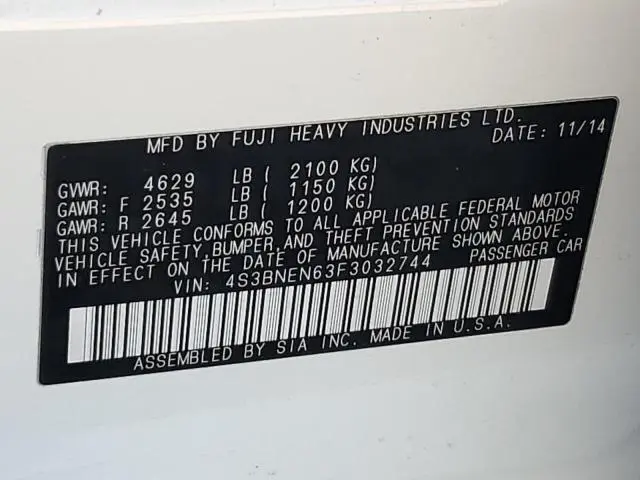 MFD BY FUJI HEAVY INDUSTRIES LTD.
DATE: 11/14
GVWR: 4629 LB ( 2100 KG)
GAWR: F 2535 LB ( 1150 KG)
GAWR: R 2645 LB ( 1200 KG)
THIS VEHICLE CONFORMS TO ALL APPLICABLE FEDERAL MOTOR
VEHICLE SAFETY, BUMPER, AND THEFT PREVENTION STANDARDS
IN EFFECT ON THE DATE OF MANUFACTURE SHOWN ABOVE.
VIN: 4S3BNEN63F3032744 PASSENGER CAR
ASSEMBLED BY SIA INC. MADE IN U.S.A.